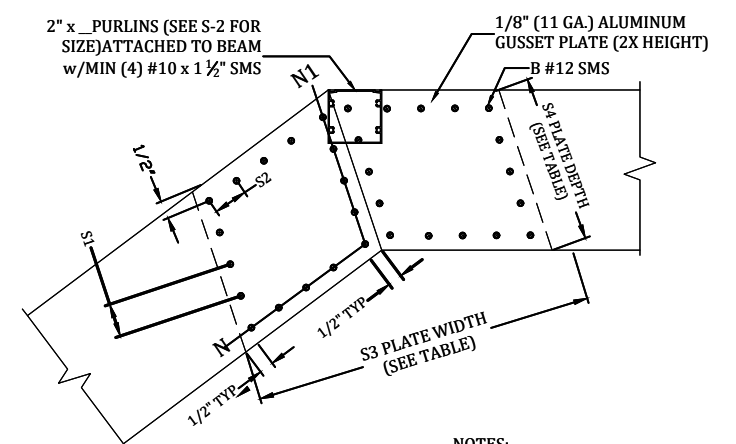 2" x __PURLINS (SEE S-2 FOR
SIZE)ATTACHED TO BEAM
w/MIN (4) #10 x 1 ½" SMS
1/8" (11 GA.) ALUMINUM
GUSSET PLATE (2X HEIGHT)
B #12 SMS
N1
S4 PLATE DEPTH
(SEE TABLE)
1/2"
S2
S1
1/2" TYP
S3 PLATE WIDTH
(SEE TABLE)
N
1/2" TYP
NOTES: